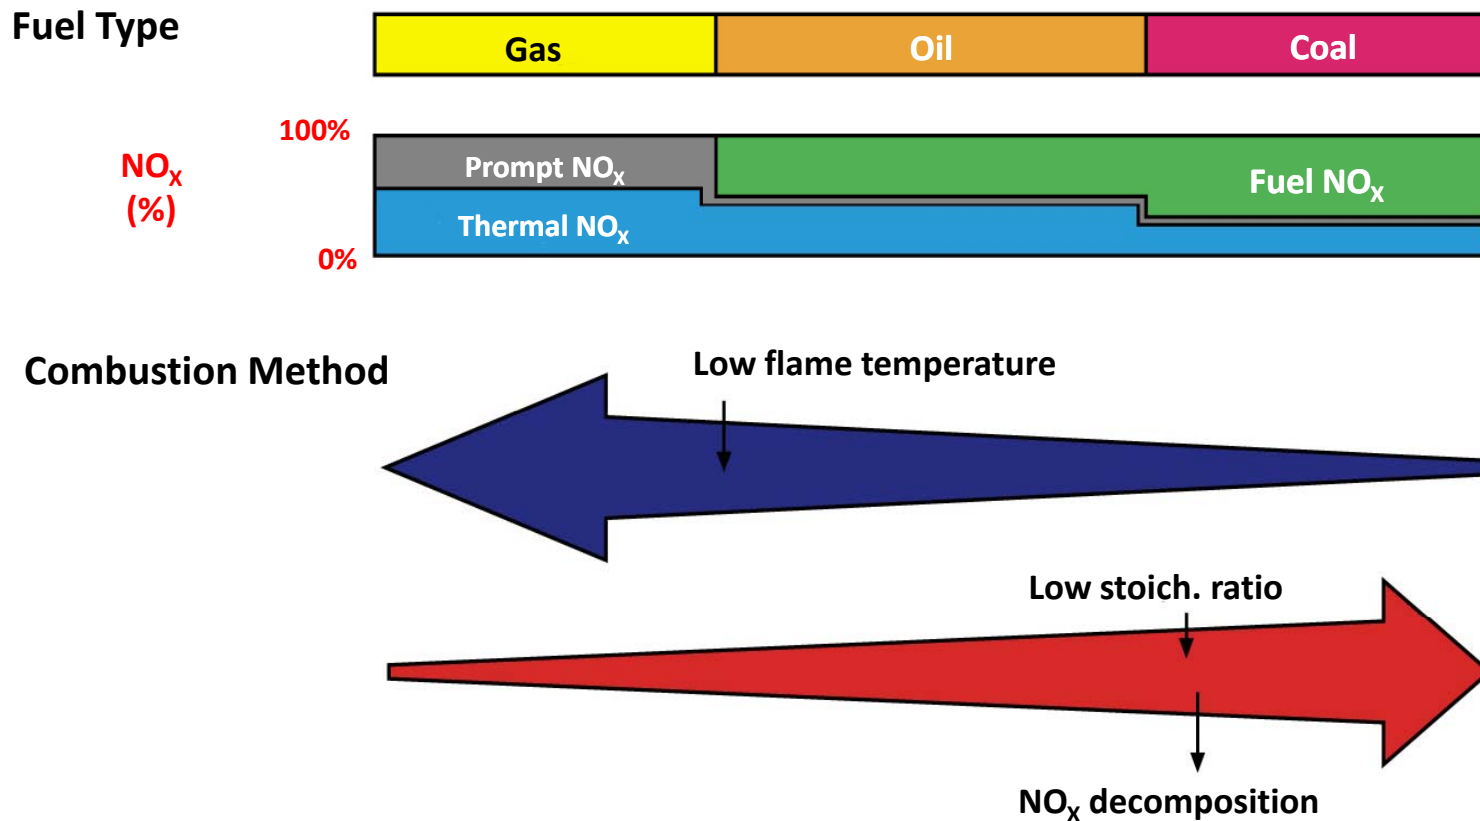 Fuel Type
Gas
Oil
Coal
100%
NOX
(%)
Prompt NOX
Fuel NOX
Thermal NOX
0%
Combustion Method
Low flame temperature
Low stoich. ratio
NOX decomposition